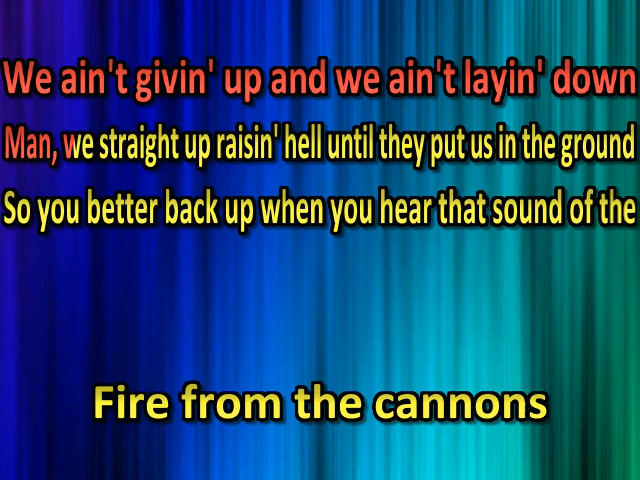 We ain't givin' up and we ain't layin' down
Man, we straight up raisin' hell until they put us in the ground
So you better back up when you hear that sound of the
Fire from the cannons